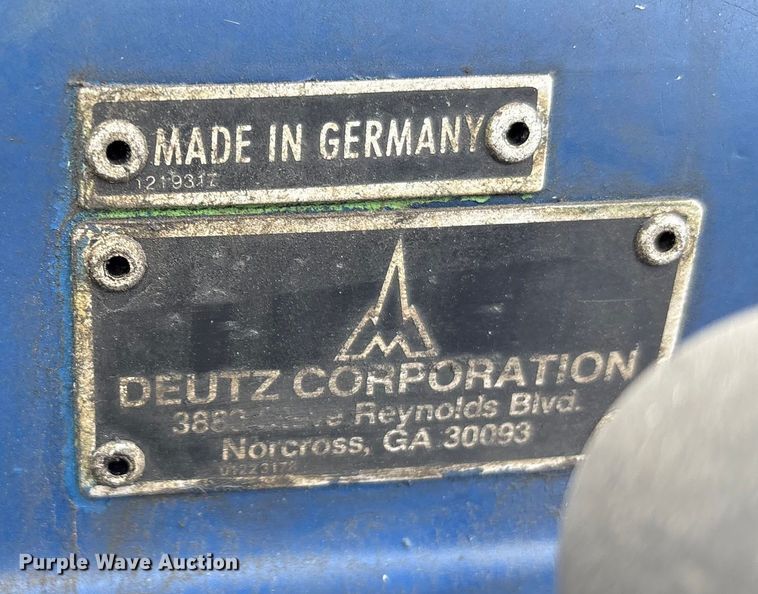 MADE IN GERMANY
1219317
DEUTZ CORPORATION
Reynolds Blvd.
Norcross, GA 30093
Purple Wave Auction